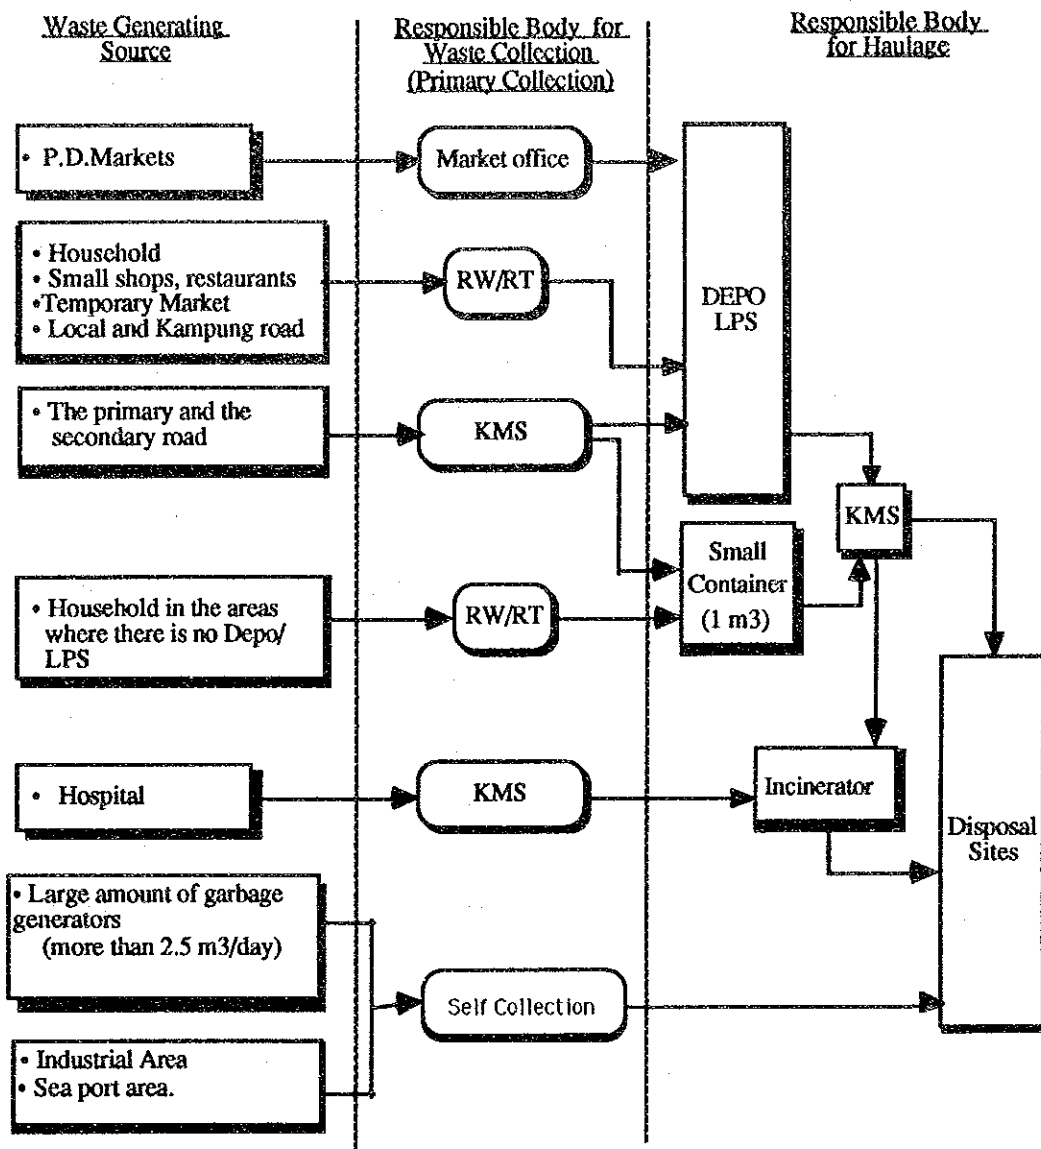 Waste Generating
Source
Responsible Body for
Waste Collection
(Primary Collection)
Responsible Body
for Haulage
• P.D.Markets
Market office
• Household
• Small shops, restaurants
•Temporary Market
• Local and Kampung road
RW/RT
DEPO
LPS
• The primary and the
secondary road
KMS
KMS
Small
Container
(1 m3)
• Household in the areas
where there is no Depo/
LPS
RW/RT
• Hospital
KMS
Incinerator
Disposal
Sites
• Large amount of garbage
generators
(more than 2.5 m3/day)
Self Collection
• Industrial Area
• Sea port area.